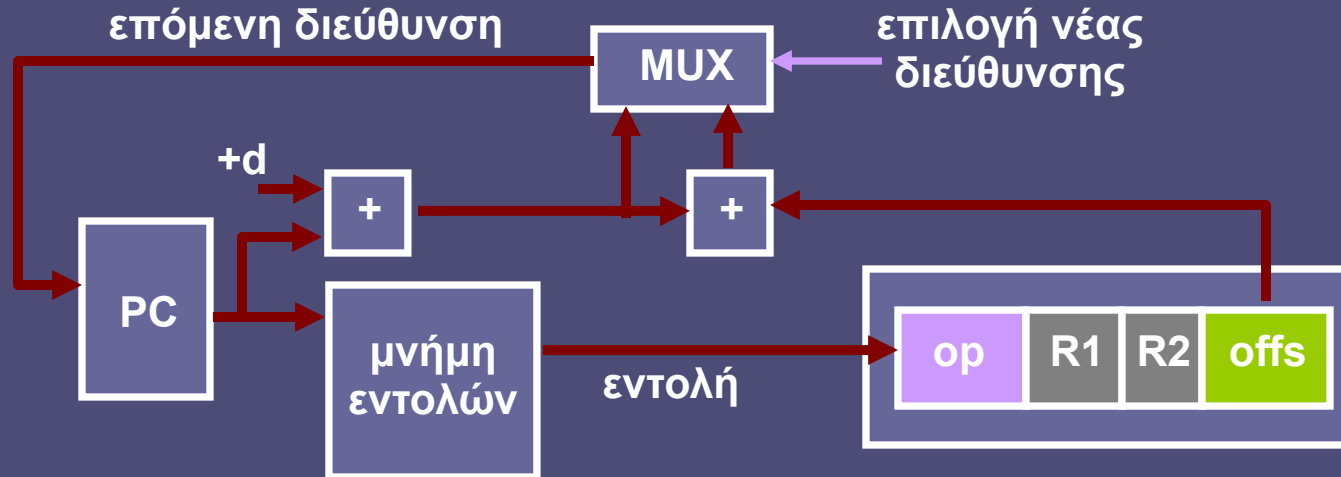 επόμενη διεύθυνση
MUX
επιλογή νέας
διεύθυνσης
+d
+
+
PC
μνήμη
εντολών
εντολή
op
R1
R2
offs